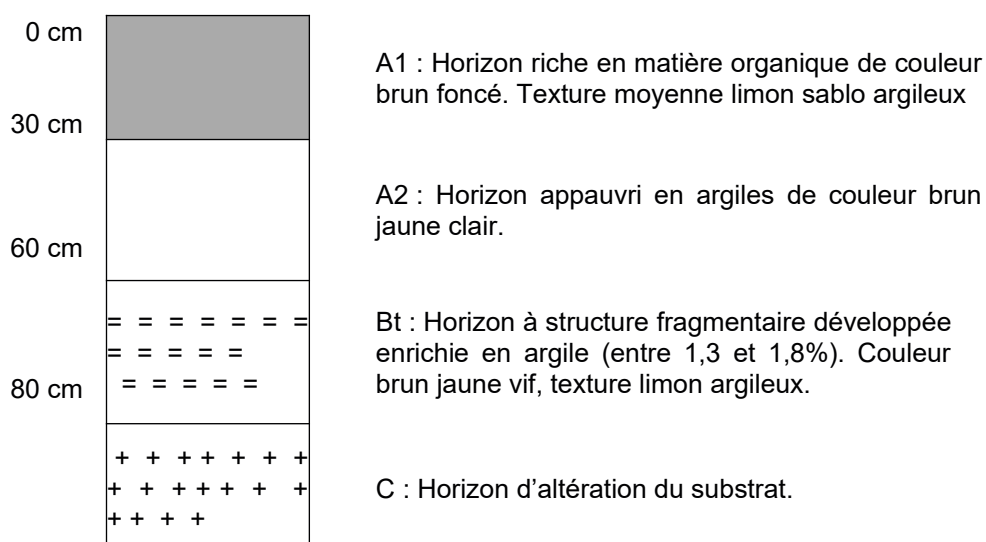 0 cm
A1 : Horizon riche en matière organique de couleur
brun foncé. Texture moyenne limon sablo argileux
30 cm
A2 : Horizon appauvri en argiles de couleur brun
jaune clair.
60 cm
Bt : Horizon à structure fragmentaire développée
enrichie en argile (entre 1,3 et 1,8%). Couleur
brun jaune vif, texture limon argileux.
80 cm
= = = = = = =
= = = = =
= = = = =
+ + + + + + +
+ + + + + + +
+ + + +
C : Horizon d’altération du substrat.